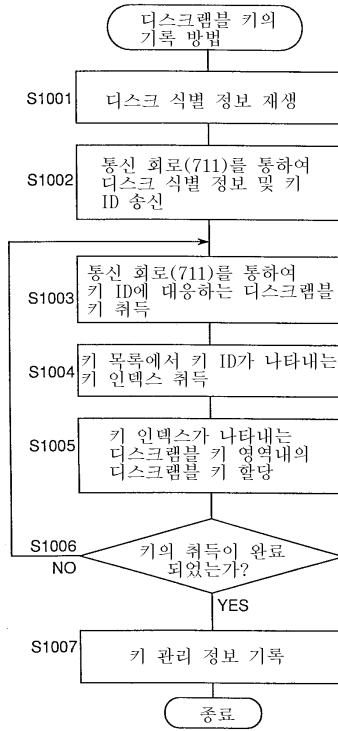 디스크램블 키의
기록 방법
S1001
디스크 식별 정보 재생
S1002
통신 회로(711)를 통하여
디스크 식별 정보 및 키
ID 송신
S1003
통신 회로(711)를 통하여
키 ID에 대응하는 디스크램블
키 취득
S1004
키 목록에서 키 ID가 나타내는
키 인덱스 취득
S1005
키 인덱스가 나타내는
디스크램블 키 영역내의
디스크램블 키 할당
S1006
키의 취득이 완료
되었는가?
NO
YES
S1007
키 관리 정보 기록
종료